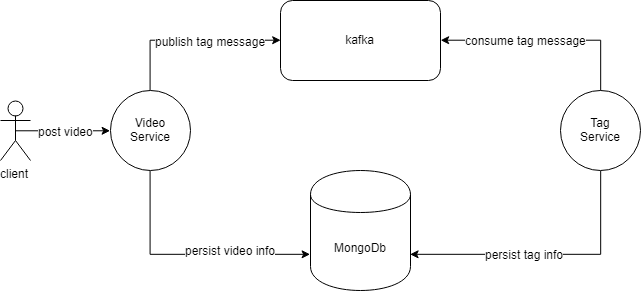 publish tag message
kafka
consume tag message
Video
Service
Tag
Service
post video
client
MongoDb
persist video info
persist tag info